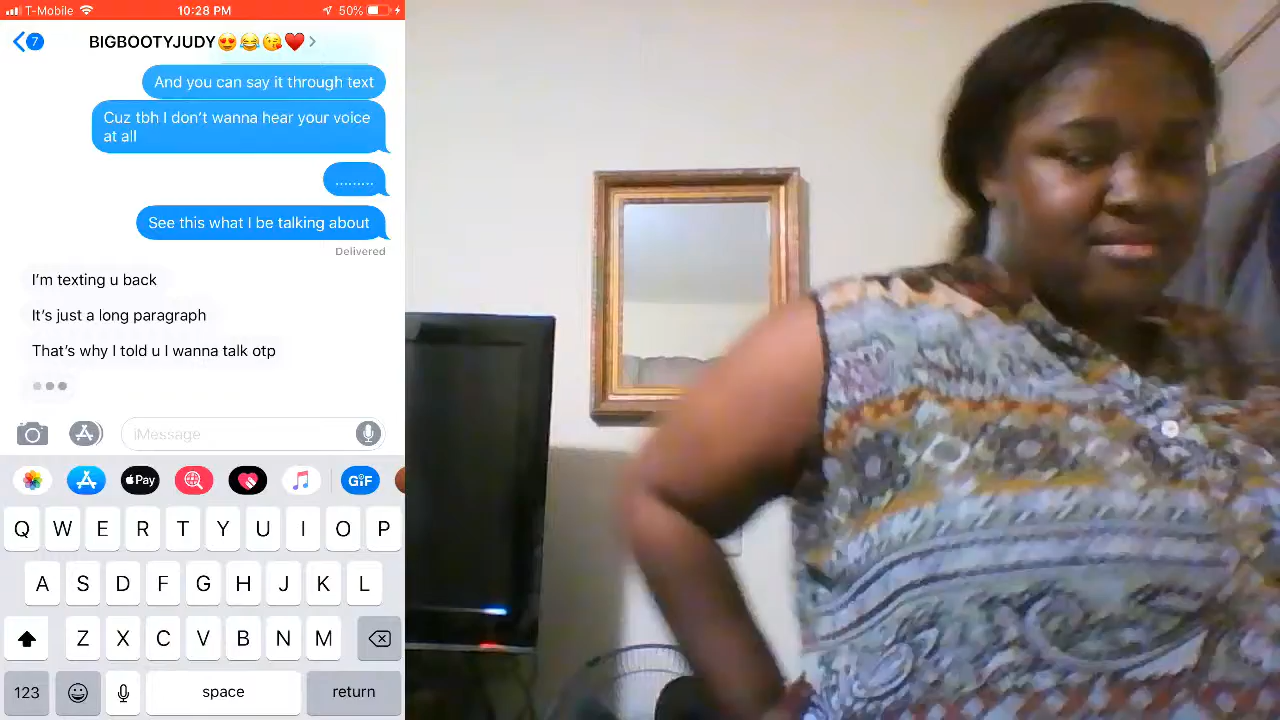 T-Mobile 10:28 PM 50%
7 BIGBOOTYJUDY😍😂😘❤️
And you can say it through text
Cuz tbh I don’t wanna hear your voice
at all
.........
See this what I be talking about
Delivered
I’m texting u back
It’s just a long paragraph
That’s why I told u I wanna talk otp
iMessage
Pay GIF
Q W E R T Y U I O P
A S D F G H J K L
Z X C V B N M
123 space return